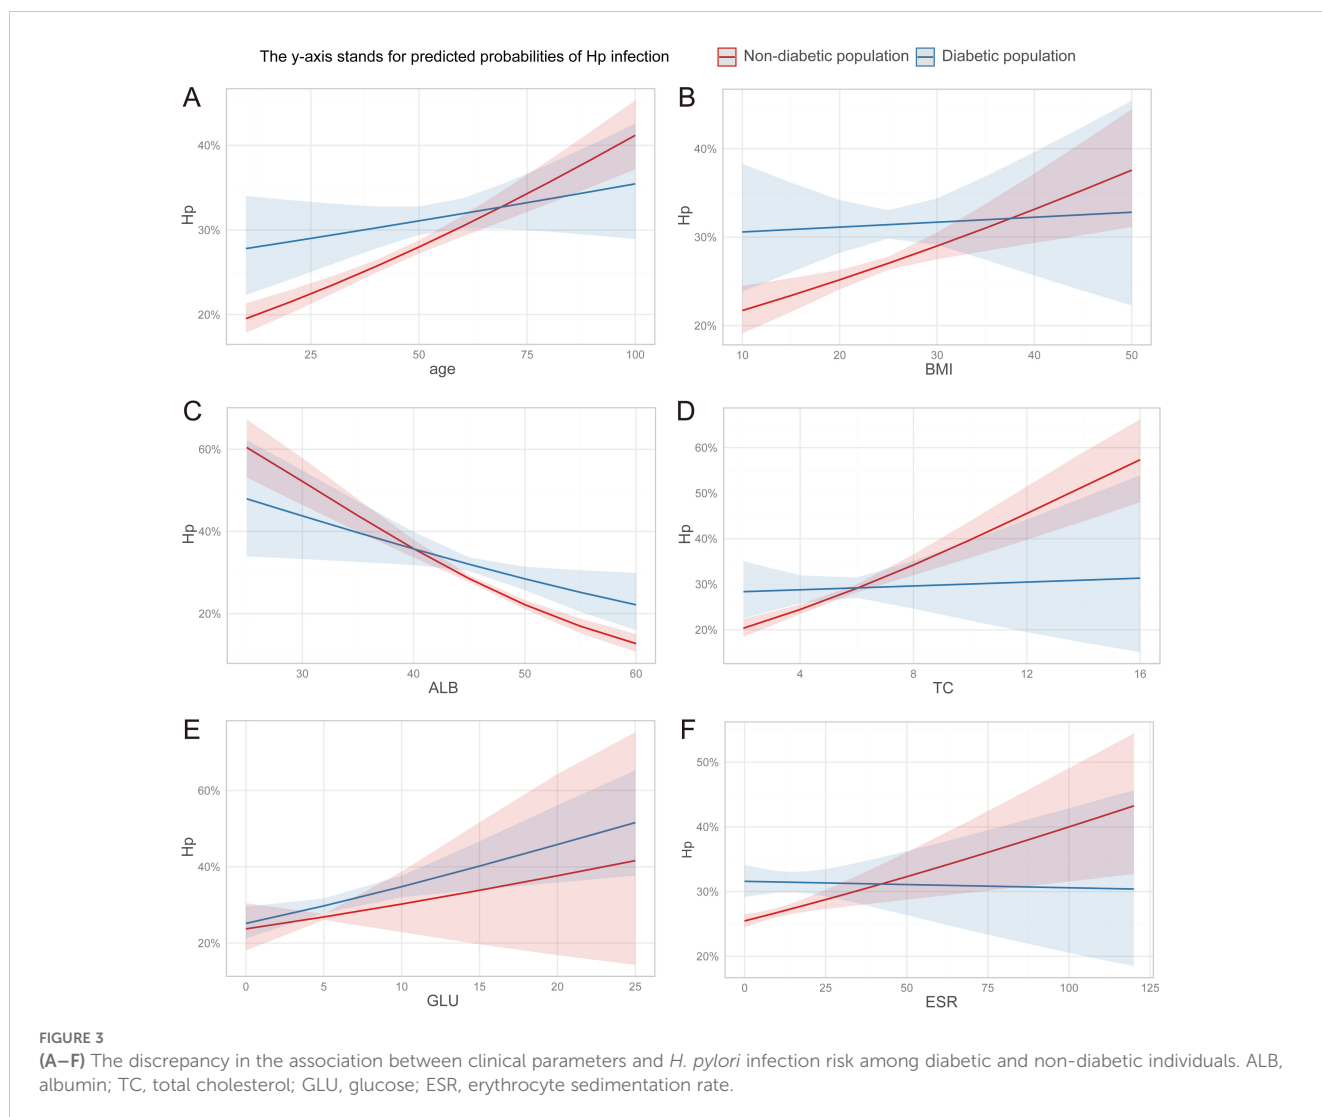 The y-axis stands for predicted probabilities of Hp infection
Non-diabetic population
Diabetic population
A
40%
30%
20%
Hp
25
50
75
100
age
B
40%
30%
20%
Hp
10
20
30
40
50
BMI
C
60%
40%
20%
Hp
30
40
50
60
ALB
D
60%
50%
40%
30%
20%
Hp
4
8
12
16
TC
E
60%
40%
20%
Hp
0
5
10
15
20
25
GLU
F
50%
40%
30%
20%
Hp
0
25
50
75
100
125
ESR
FIGURE 3
(A–F) The discrepancy in the association between clinical parameters and H. pylori infection risk among diabetic and non-diabetic individuals. ALB,
albumin; TC, total cholesterol; GLU, glucose; ESR, erythrocyte sedimentation rate.